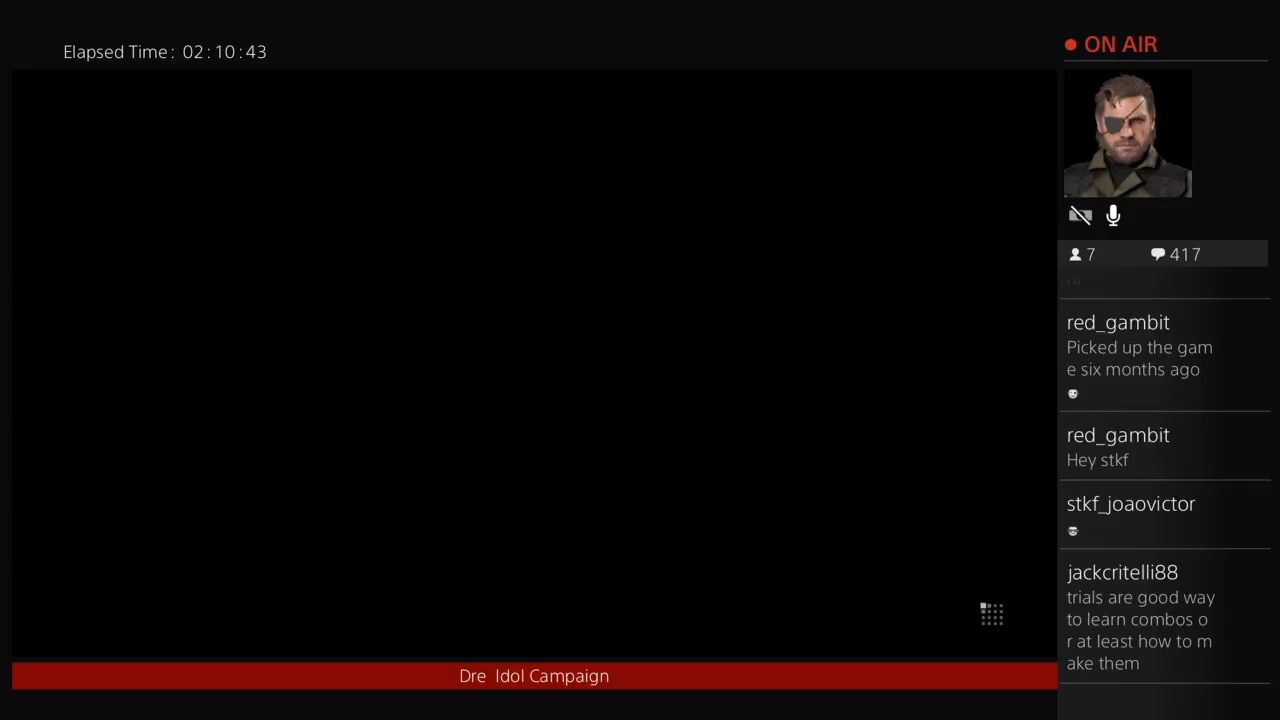 Elapsed Time: 02:10:43
ON AIR
7
417
red_gambit
Picked up the gam
e six months ago
red_gambit
Hey stkf
stkf_joaovictor
jackcritelli88
trials are good way
to learn combos o
r at least how to m
ake them
Dre Idol Campaign